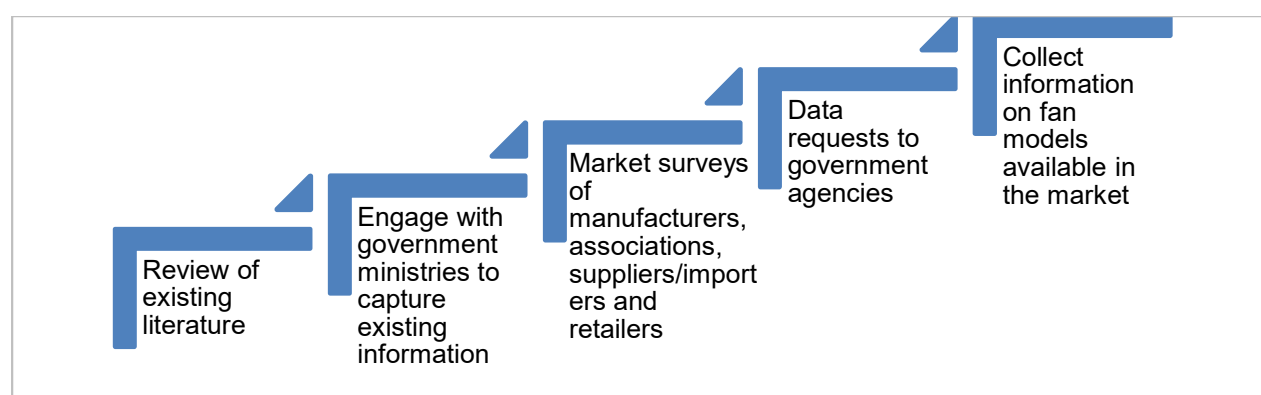 Review of
existing
literature
Engage with
government
ministries to
capture
existing
information
Market surveys
of
manufacturers,
associations,
suppliers/import
ers and
retailers
Data
requests to
government
agencies
Collect
information
on fan
models
available in
the market